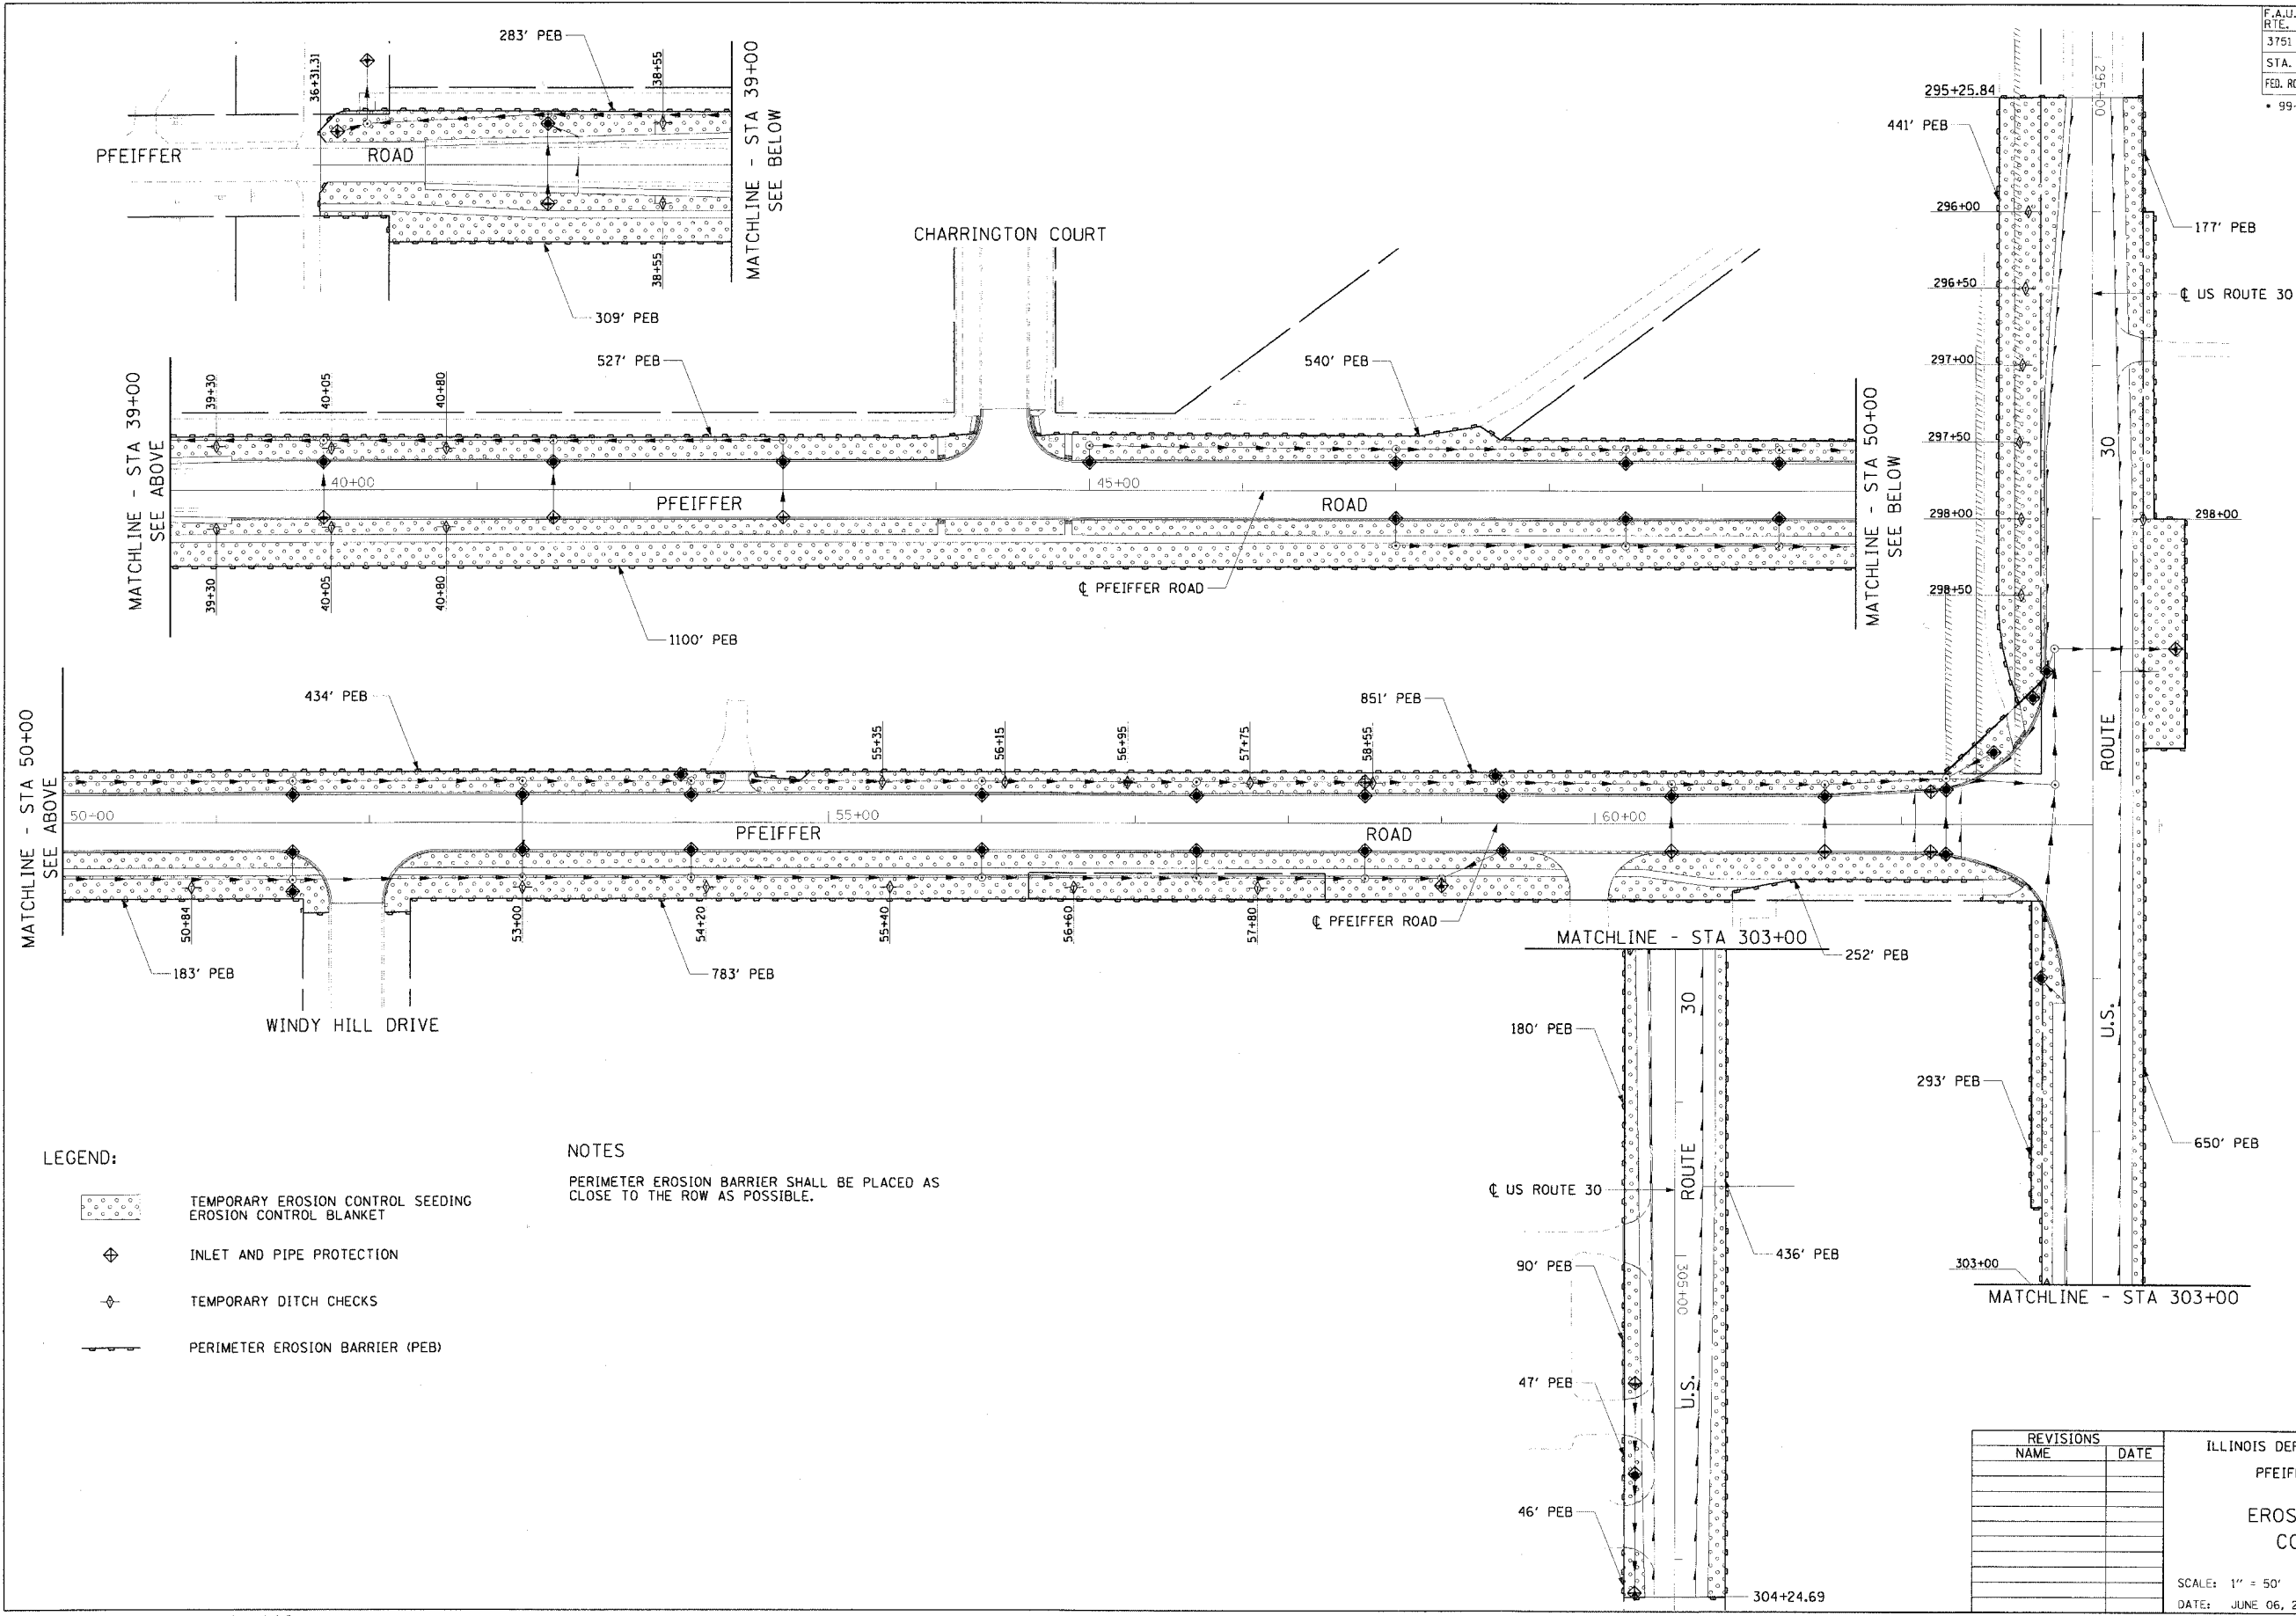 F.A.U.
RTE.
3751
STA.
FED. RO
* 99-
283' PEB
36+31.31
38+55
MATCHLINE - STA 39+00
SEE BELOW
PFEIFFER
ROAD
38+55
309' PEB
CHARRINGTON COURT
295+25.84
295+00
441' PEB
177' PEB
296+00
℄ US ROUTE 30
296+50
297+00
297+50
30
298+00
298+00
298+50
ROUTE
U.S.
527' PEB
540' PEB
MATCHLINE - STA 39+00
SEE ABOVE
39+30
40+05
40+80
40+00
45+00
PFEIFFER
ROAD
MATCHLINE - STA 50+00
SEE BELOW
39+30
40+05
40+80
℄ PFEIFFER ROAD
1100' PEB
434' PEB
851' PEB
MATCHLINE - STA 50+00
SEE ABOVE
55+35
56+15
56+95
57+75
58+55
50+00
55+00
60+00
PFEIFFER
ROAD
50+84
53+00
54+20
55+40
56+60
57+80
℄ PFEIFFER ROAD
183' PEB
783' PEB
252' PEB
WINDY HILL DRIVE
MATCHLINE - STA 303+00
30
180' PEB
293' PEB
650' PEB
ROUTE
℄ US ROUTE 30
436' PEB
90' PEB
305+00
303+00
MATCHLINE - STA 303+00
47' PEB
U.S.
46' PEB
304+24.69
LEGEND:
TEMPORARY EROSION CONTROL SEEDING
EROSION CONTROL BLANKET
INLET AND PIPE PROTECTION
TEMPORARY DITCH CHECKS
PERIMETER EROSION BARRIER (PEB)
NOTES
PERIMETER EROSION BARRIER SHALL BE PLACED AS
CLOSE TO THE ROW AS POSSIBLE.
REVISIONS
NAME DATE
ILLINOIS DEP
PFEIF
EROS
CO
SCALE: 1" = 50'
DATE: JUNE 06, 2